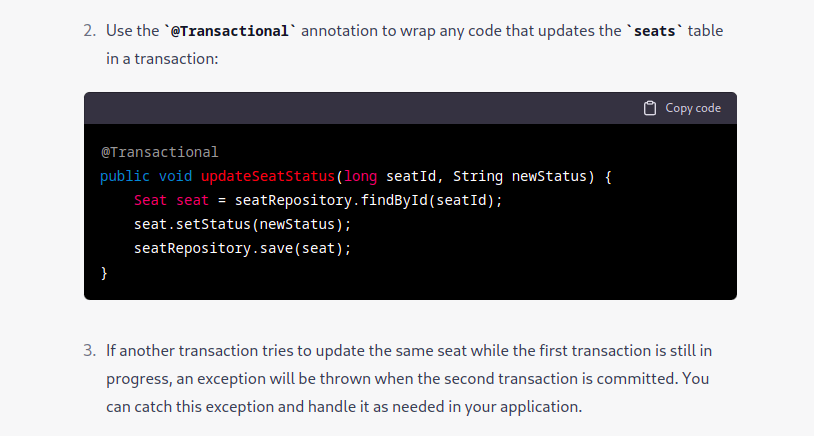 2. Use the `@Transactional` annotation to wrap any code that updates the `seats` table
in a transaction:
Copy code
@Transactional
public void updateSeatStatus(long seatId, String newStatus) {
    Seat seat = seatRepository.findById(seatId);
    seat.setStatus(newStatus);
    seatRepository.save(seat);
}
3. If another transaction tries to update the same seat while the first transaction is still in
progress, an exception will be thrown when the second transaction is committed. You
can catch this exception and handle it as needed in your application.